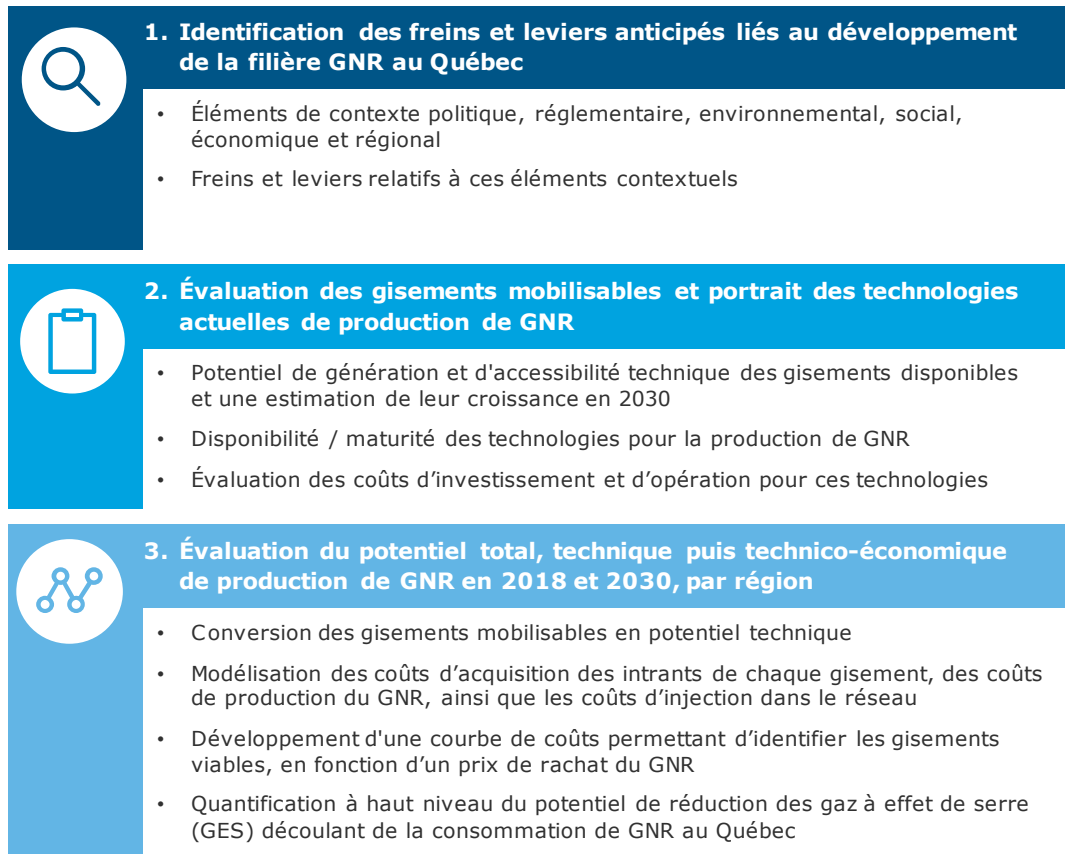 1. Identification des freins et leviers anticipés liés au développement
de la filière GNR au Québec
• Éléments de contexte politique, réglementaire, environnemental, social,
économique et régional
• Freins et leviers relatifs à ces éléments contextuels
2. Évaluation des gisements mobilisables et portrait des technologies
actuelles de production de GNR
• Potentiel de génération et d'accessibilité technique des gisements disponibles
et une estimation de leur croissance en 2030
• Disponibilité / maturité des technologies pour la production de GNR
• Évaluation des coûts d’investissement et d’opération pour ces technologies
3. Évaluation du potentiel total, technique puis technico-économique
de production de GNR en 2018 et 2030, par région
• Conversion des gisements mobilisables en potentiel technique
• Modélisation des coûts d’acquisition des intrants de chaque gisement, des coûts
de production du GNR, ainsi que les coûts d’injection dans le réseau
• Développement d'une courbe de coûts permettant d’identifier les gisements
viables, en fonction d’un prix de rachat du GNR
• Quantification à haut niveau du potentiel de réduction des gaz à effet de serre
(GES) découlant de la consommation de GNR au Québec